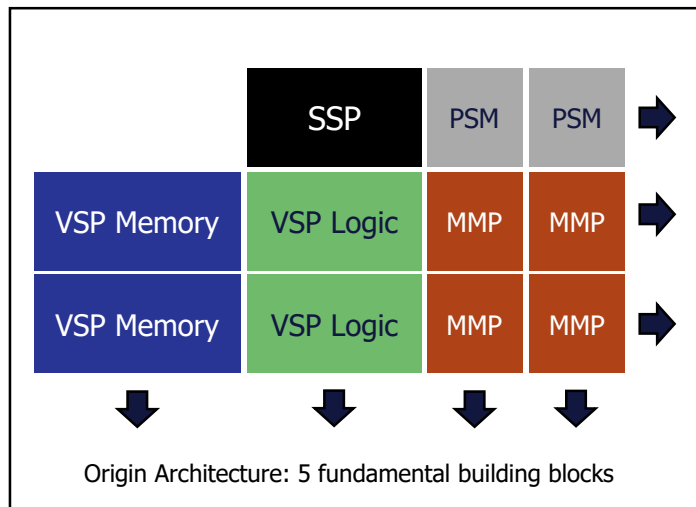 SSP PSM PSM
VSP Memory VSP Logic MMP MMP
VSP Memory VSP Logic MMP MMP
Origin Architecture: 5 fundamental building blocks